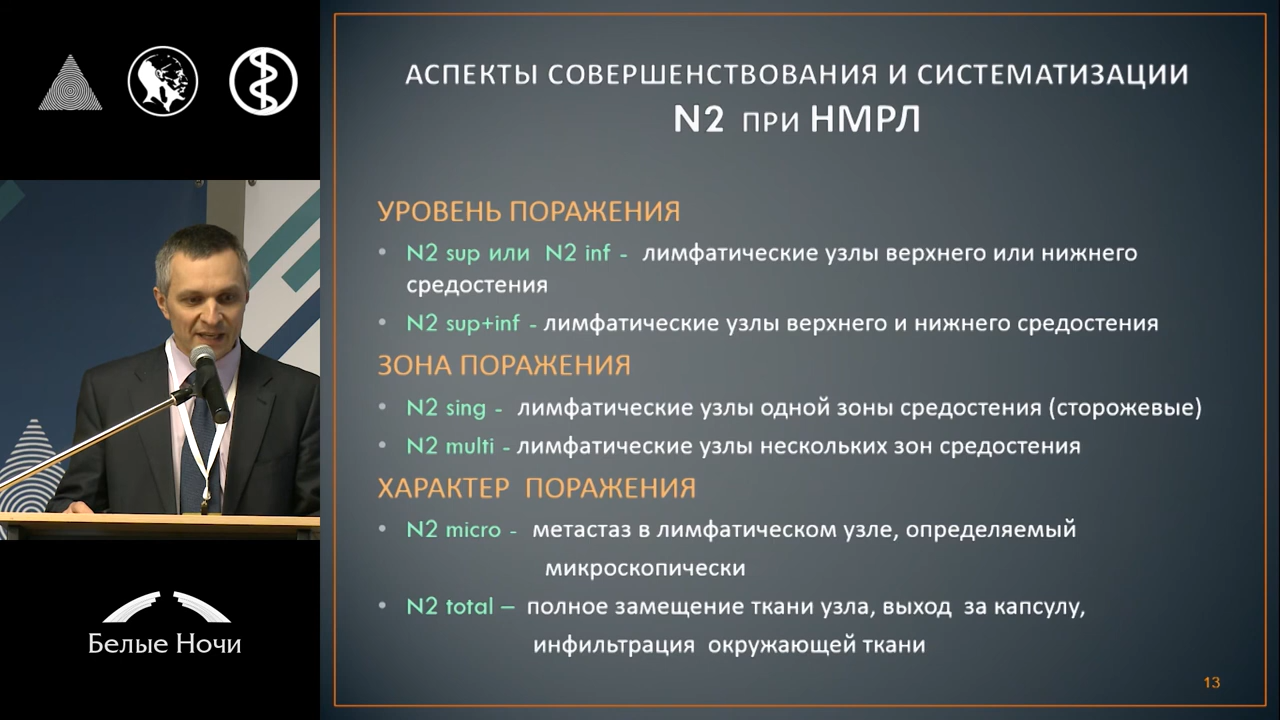 АСПЕКТЫ СОВЕРШЕНСТВОВАНИЯ И СИСТЕМАТИЗАЦИИ
N2 ПРИ НМРЛ
УРОВЕНЬ ПОРАЖЕНИЯ
• N2 sup или N2 inf - лимфатические узлы верхнего или нижнего
средостения
• N2 sup+inf - лимфатические узлы верхнего и нижнего средостения
ЗОНА ПОРАЖЕНИЯ
• N2 sing - лимфатические узлы одной зоны средостения (сторожевые)
• N2 multi - лимфатические узлы нескольких зон средостения
ХАРАКТЕР ПОРАЖЕНИЯ
• N2 micro - метастаз в лимфатическом узле, определяемый
микроскопически
• N2 total – полное замещение ткани узла, выход за капсулу,
инфильтрация окружающей ткани
13
Белые Ночи